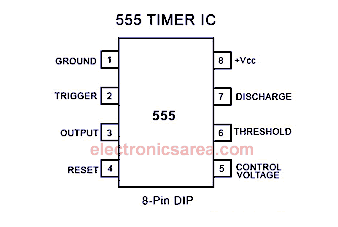 555 TIMER IC
GROUND 1 8 +Vcc
TRIGGER 2 7 DISCHARGE
555
OUTPUT 3 6 THRESHOLD
electronicsarea.com
RESET 4 5 CONTROL
VOLTAGE
8-Pin DIP